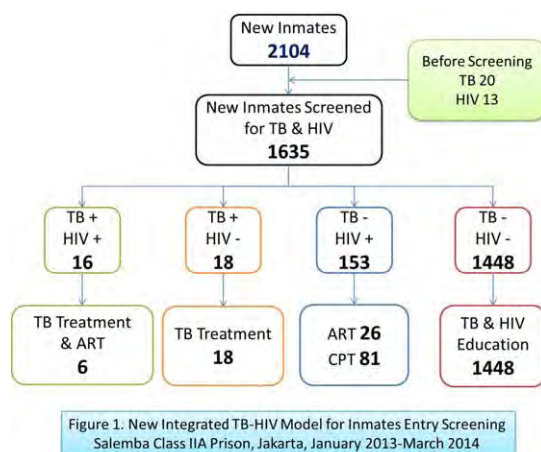 New Inmates
2104
Before Screening
TB 20
HIV 13
New Inmates Screened
for TB & HIV
1635
TB +
HIV +
16
TB +
HIV -
18
TB -
HIV +
153
TB -
HIV -
1448
TB Treatment
& ART
6
TB Treatment
18
ART 26
CPT 81
TB & HIV
Education
1448
Figure 1. New Integrated TB-HIV Model for Inmates Entry Screening
Salemba Class IIA Prison, Jakarta, January 2013-March 2014